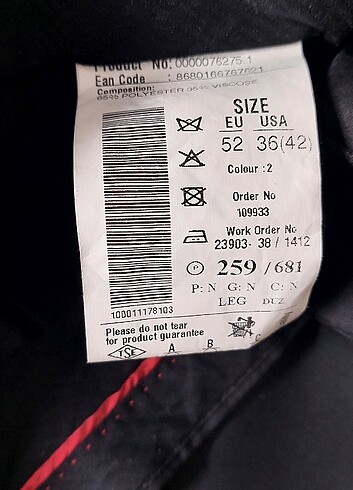 Product No: 0000076275.1
Ean Code : 8680166767621
Composition:
65% POLYESTER 35% VISCOSE
SIZE
EU USA
52 36(42)
Colour :2
Order No
109933
Work Order No
23903- 38 / 1412
P 259 / 681
P: N G: N C: N
LEG DUZ
100011178103
Please do not tear
for product guarantee
TSE A B C